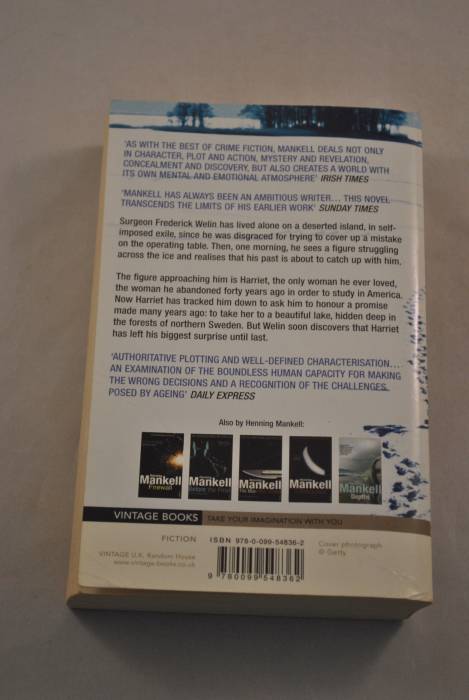 'AS WITH THE BEST OF CRIME FICTION, MANKELL DEALS NOT ONLY
IN CHARACTER, PLOT AND ACTION, MYSTERY AND REVELATION,
CONCEALMENT AND DISCOVERY, BUT ALSO CREATES A WORLD WITH
ITS OWN MENTAL AND EMOTIONAL ATMOSPHERE' IRISH TIMES
'MANKELL HAS ALWAYS BEEN AN AMBITIOUS WRITER... THIS NOVEL
TRANSCENDS THE LIMITS OF HIS EARLIER WORK' SUNDAY TIMES
Surgeon Frederick Welin has lived alone on a deserted island, in self-
imposed exile, since he was disgraced for trying to cover up a mistake
on the operating table. Then, one morning, he sees a figure struggling
across the ice and realises that his past is about to catch up with him.
The figure approaching him is Harriet, the only woman he ever loved,
the woman he abandoned forty years ago in order to study in America.
Now Harriet has tracked him down to ask him to honour a promise
made many years ago: to take her to a beautiful lake, hidden deep in
the forests of northern Sweden. But Welin soon discovers that Harriet
has left his biggest surprise until last.
'AUTHORITATIVE PLOTTING AND WELL-DEFINED CHARACTERISATION...
AN EXAMINATION OF THE BOUNDLESS HUMAN CAPACITY FOR MAKING
THE WRONG DECISIONS AND A RECOGNITION OF THE CHALLENGES
POSED BY AGEING' DAILY EXPRESS
Also by Henning Mankell:
Mankell Mankell Mankell Mankell Mankell
Firewall Before the Frost Depths
VINTAGE BOOKS TAKE YOUR IMAGINATION WITH YOU
FICTION ISBN 978-0-099-54836-2
VINTAGE U.K. Random House
www.vintage-books.co.uk
Cover photograph
© Getty
9 780099 548362